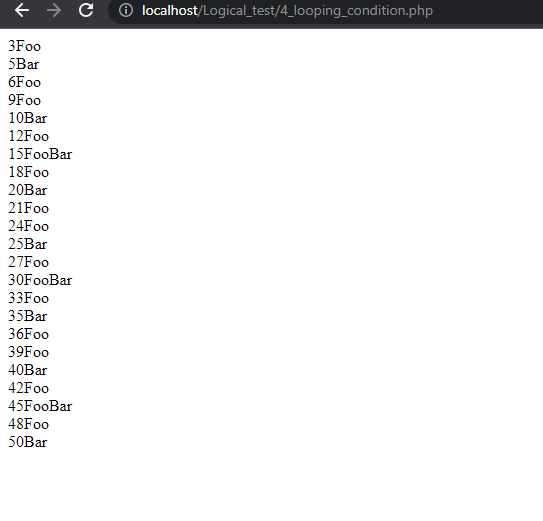 localhost/Logical_test/4_looping_condition.php
3Foo
5Bar
6Foo
9Foo
10Bar
12Foo
15FooBar
18Foo
20Bar
21Foo
24Foo
25Bar
27Foo
30FooBar
33Foo
35Bar
36Foo
39Foo
40Bar
42Foo
45FooBar
48Foo
50Bar